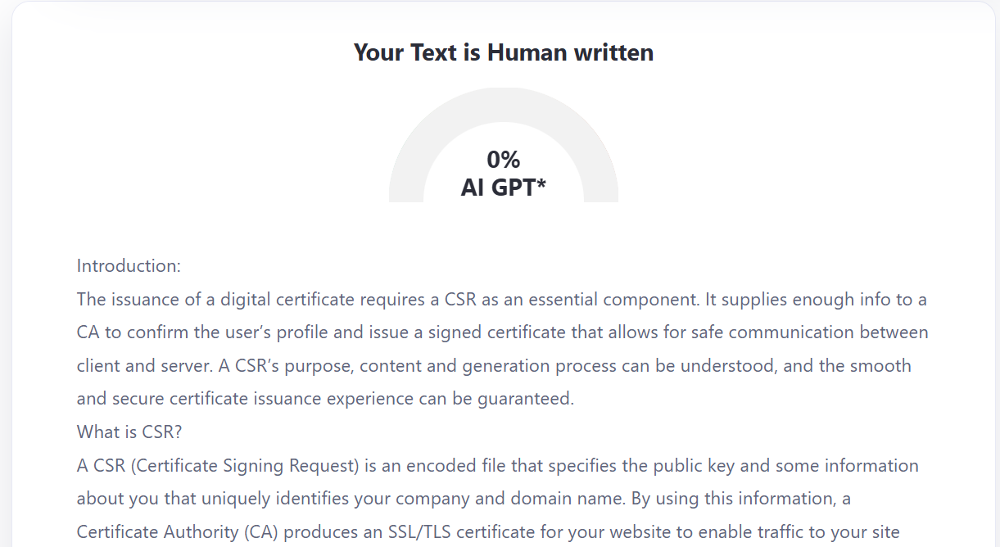 Your Text is Human written
0%
AI GPT*
Introduction:
The issuance of a digital certificate requires a CSR as an essential component. It supplies enough info to a
CA to confirm the user’s profile and issue a signed certificate that allows for safe communication between
client and server. A CSR’s purpose, content and generation process can be understood, and the smooth
and secure certificate issuance experience can be guaranteed.
What is CSR?
A CSR (Certificate Signing Request) is an encoded file that specifies the public key and some information
about you that uniquely identifies your company and domain name. By using this information, a
Certificate Authority (CA) produces an SSL/TLS certificate for your website to enable traffic to your site